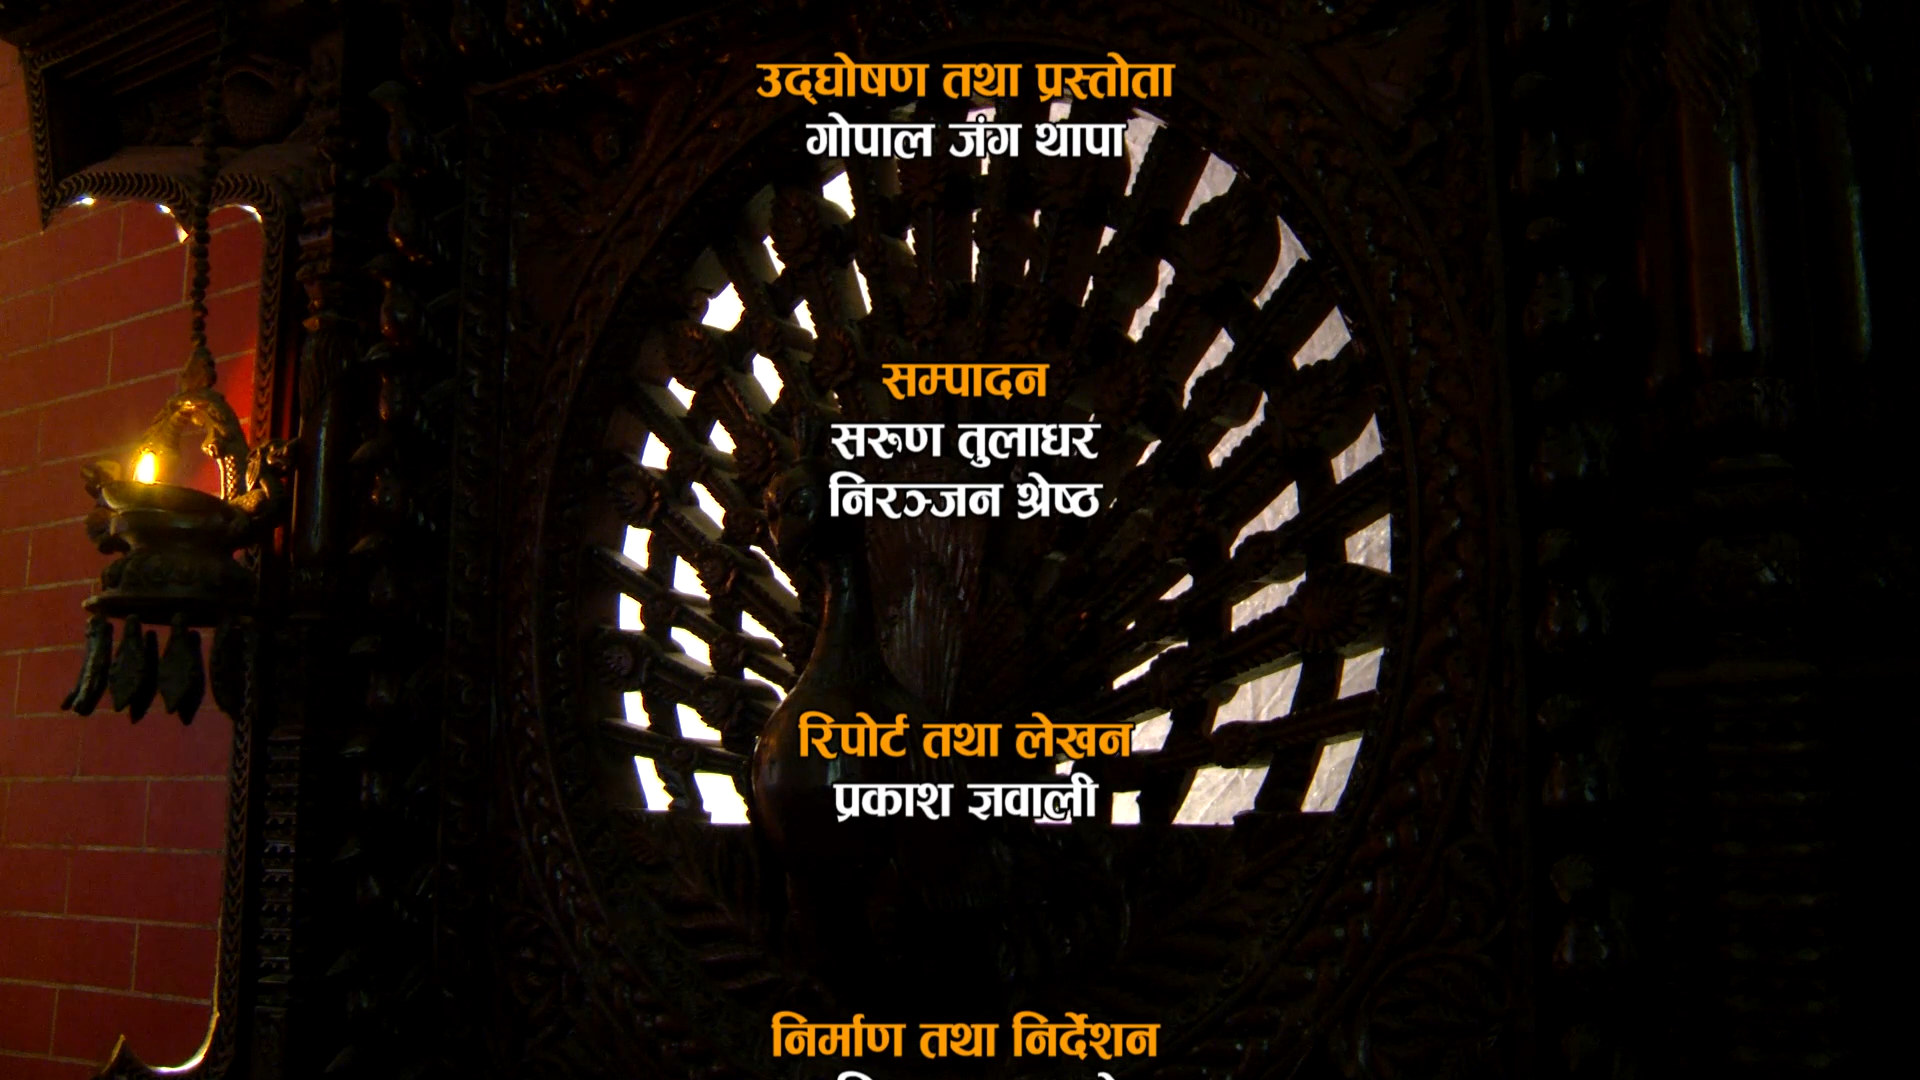 उद्घोषण तथा प्रस्तोता
गोपाल जंग थापा
सम्पादन
सरुण तुलाधर
निरञ्जन श्रेष्ठ
रिपोर्ट तथा लेखन
प्रकाश ज्ञवाली
निर्माण तथा निर्देशन